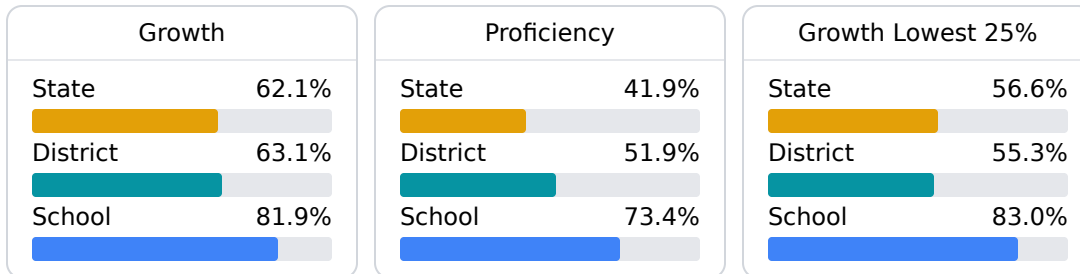 Growth
State 62.1%
District 63.1%
School 81.9%
Proficiency
State 41.9%
District 51.9%
School 73.4%
Growth Lowest 25%
State 56.6%
District 55.3%
School 83.0%